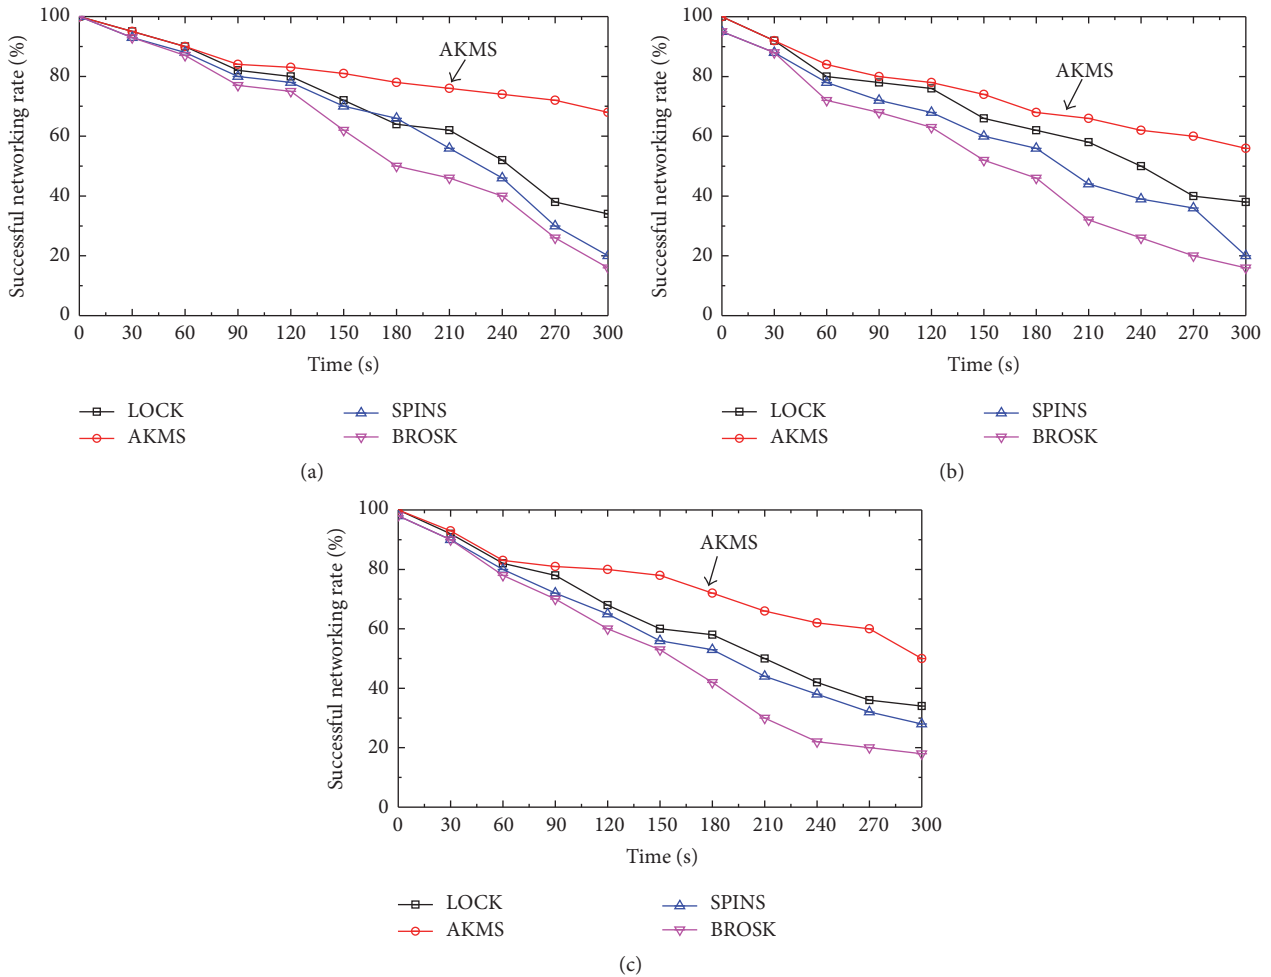 Successful networking rate (%)
100
80
60
40
20
0
AKMS
0 30 60 90 120 150 180 210 240 270 300
Time (s)
LOCK
AKMS
SPINS
BROSK
(a)
Successful networking rate (%)
100
80
60
40
20
0
AKMS
0 30 60 90 120 150 180 210 240 270 300
Time (s)
LOCK
AKMS
SPINS
BROSK
(b)
Successful networking rate (%)
100
80
60
40
20
0
AKMS
0 30 60 90 120 150 180 210 240 270 300
Time (s)
LOCK
AKMS
SPINS
BROSK
(c)